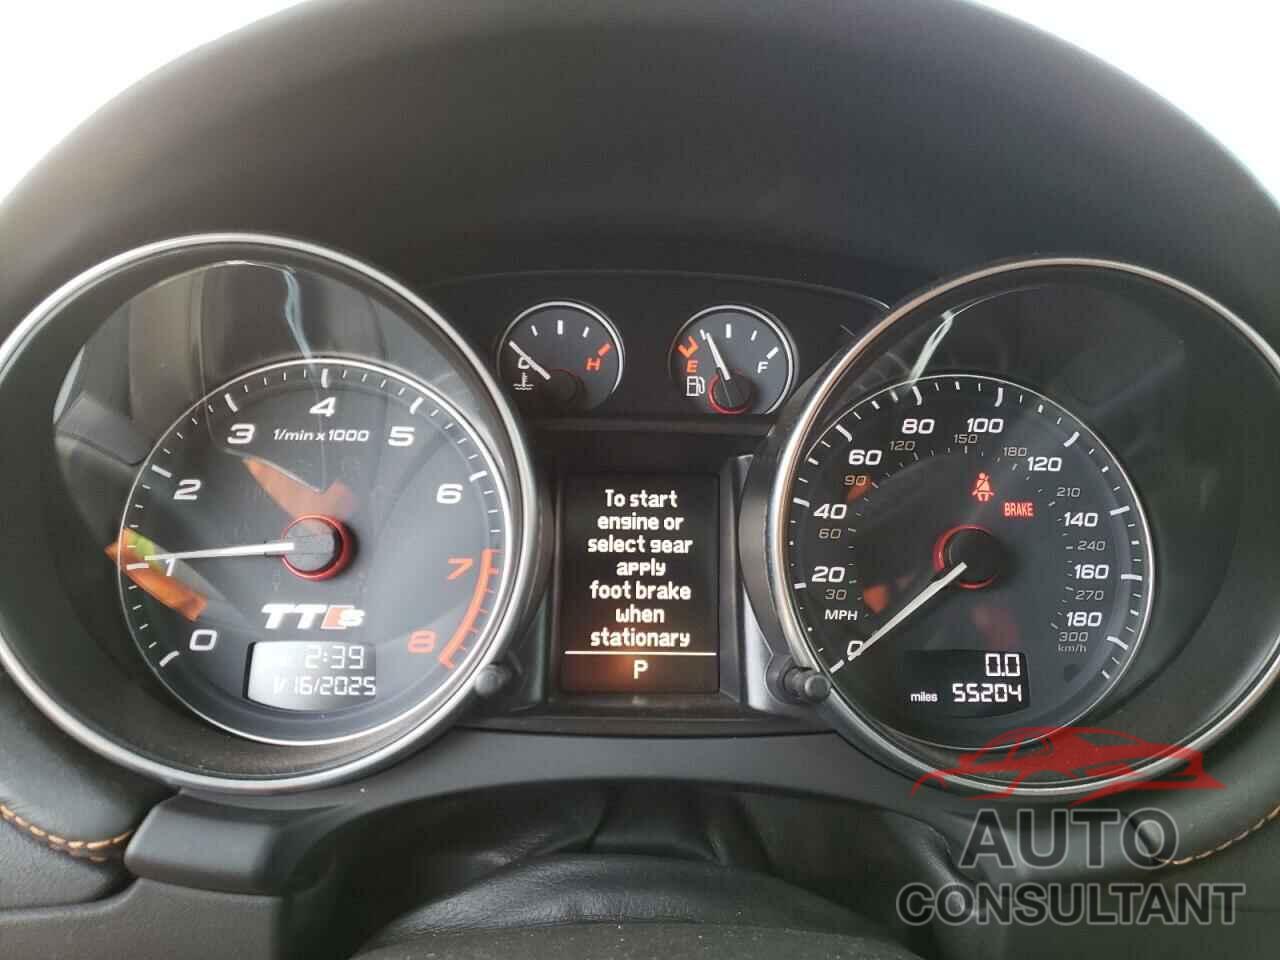 C
H
E
F
0
1
2
3
4
5
6
7
8
1/min x 1000
TTS
2:39
1/16/2025
To start
engine or
select gear
apply
foot brake
when
stationary
P
0
20
40
60
80
100
120
140
160
180
30
60
90
120
150
180
210
240
270
300
km/h
MPH
BRAKE
0.0
miles 55204
AUTO
CONSULTANT